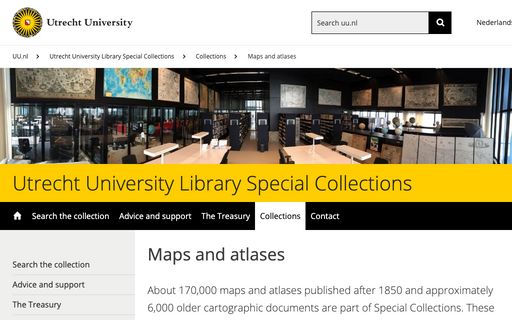 Utrecht University
Search uu.nl
Nederlands
UU.nl > Utrecht University Library Special Collections > Collections > Maps and atlases
Utrecht University Library Special Collections
Search the collection Advice and support The Treasury Collections Contact
Search the collection
Advice and support
The Treasury
Maps and atlases
About 170,000 maps and atlases published after 1850 and approximately
6,000 older cartographic documents are part of Special Collections. These